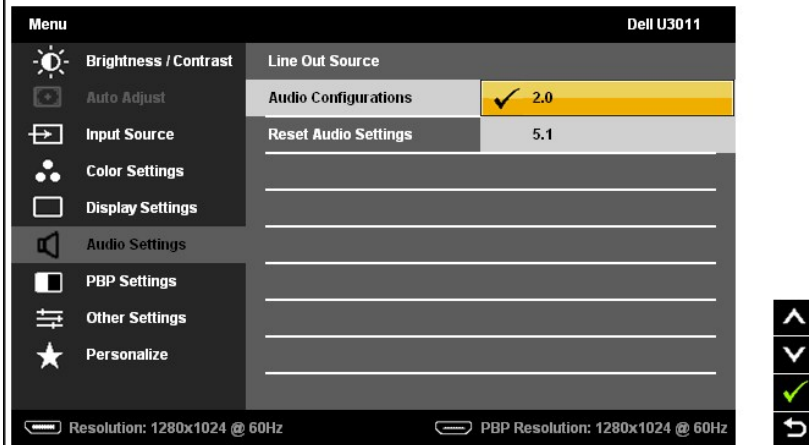 Menu Dell U3011
Brightness / Contrast Line Out Source
Auto Adjust Audio Configurations 2.0
Input Source Reset Audio Settings 5.1
Color Settings
Display Settings
Audio Settings
PBP Settings
Other Settings
Personalize
Resolution: 1280x1024 @ 60Hz PBP Resolution: 1280x1024 @ 60Hz